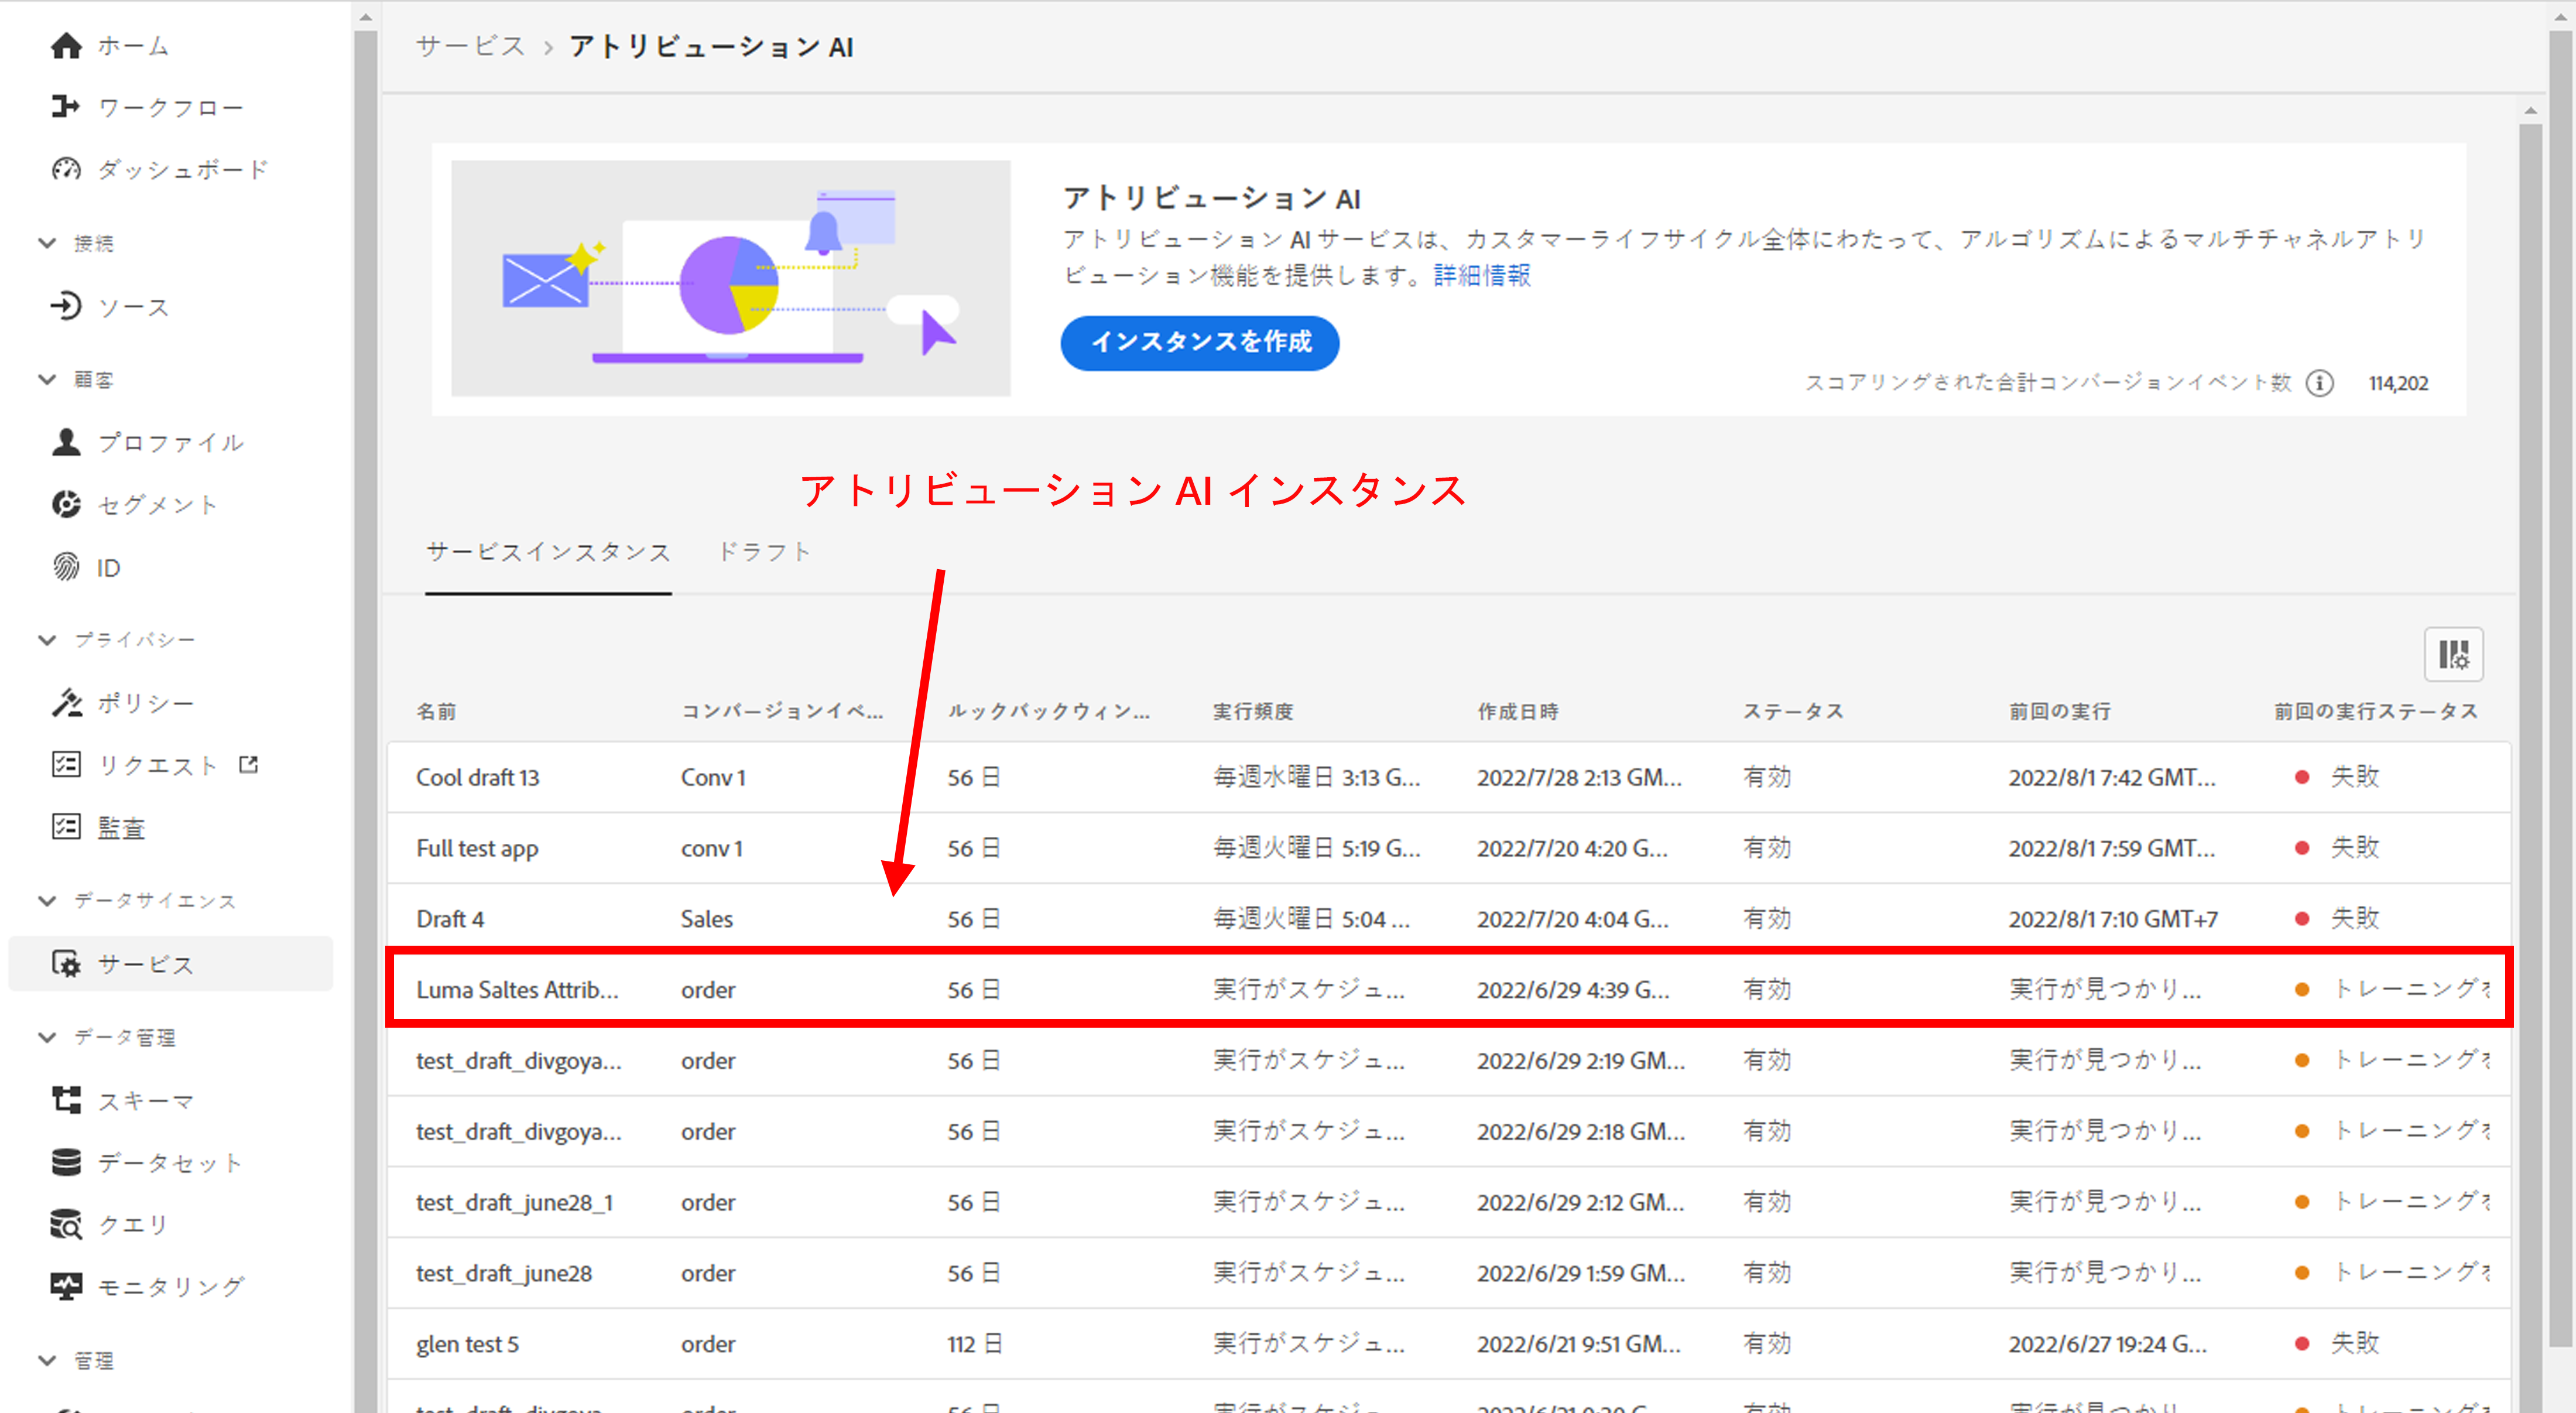 ホーム
ワークフロー
ダッシュボード
接続
ソース
顧客
プロファイル
セグメント
ID
プライバシー
ポリシー
リクエスト
監査
データサイエンス
サービス
データ管理
スキーマ
データセット
クエリ
モニタリング
管理
サービス › アトリビューション AI
アトリビューション AI
アトリビューション AI サービスは、カスタマーライフサイクル全体にわたって、アルゴリズムによるマルチチャネルアトリ
ビューション機能を提供します。詳細情報
インスタンスを作成
スコアリングされた合計コンバージョンイベント数 114,202
アトリビューション AI インスタンス
サービスインスタンス ドラフト
名前 コンバージョンイベ... ルックバックウィン... 実行頻度 作成日時 ステータス 前回の実行 前回の実行ステータス
Cool draft 13 Conv 1 56 日 毎週水曜日 3:13 G... 2022/7/28 2:13 GM... 有効 2022/8/1 7:42 GMT... 失敗
Full test app conv 1 56 日 毎週火曜日 5:19 G... 2022/7/20 4:20 G... 有効 2022/8/1 7:59 GMT... 失敗
Draft 4 Sales 56 日 毎週火曜日 5:04 ... 2022/7/20 4:04 G... 有効 2022/8/1 7:10 GMT+7 失敗
Luma Saltes Attrib... order 56 日 実行がスケジュ... 2022/6/29 4:39 G... 有効 実行が見つかり... トレーニングを
test_draft_divgoya... order 56 日 実行がスケジュ... 2022/6/29 2:19 GM... 有効 実行が見つかり... トレーニングを
test_draft_divgoya... order 56 日 実行がスケジュ... 2022/6/29 2:18 GM... 有効 実行が見つかり... トレーニングを
test_draft_june28_1 order 56 日 実行がスケジュ... 2022/6/29 2:12 GM... 有効 実行が見つかり... トレーニングを
test_draft_june28 order 56 日 実行がスケジュ... 2022/6/29 1:59 GM... 有効 実行が見つかり... トレーニングを
glen test 5 order 112 日 実行がスケジュ... 2022/6/21 9:51 GM... 有効 2022/6/27 19:24 G... 失敗